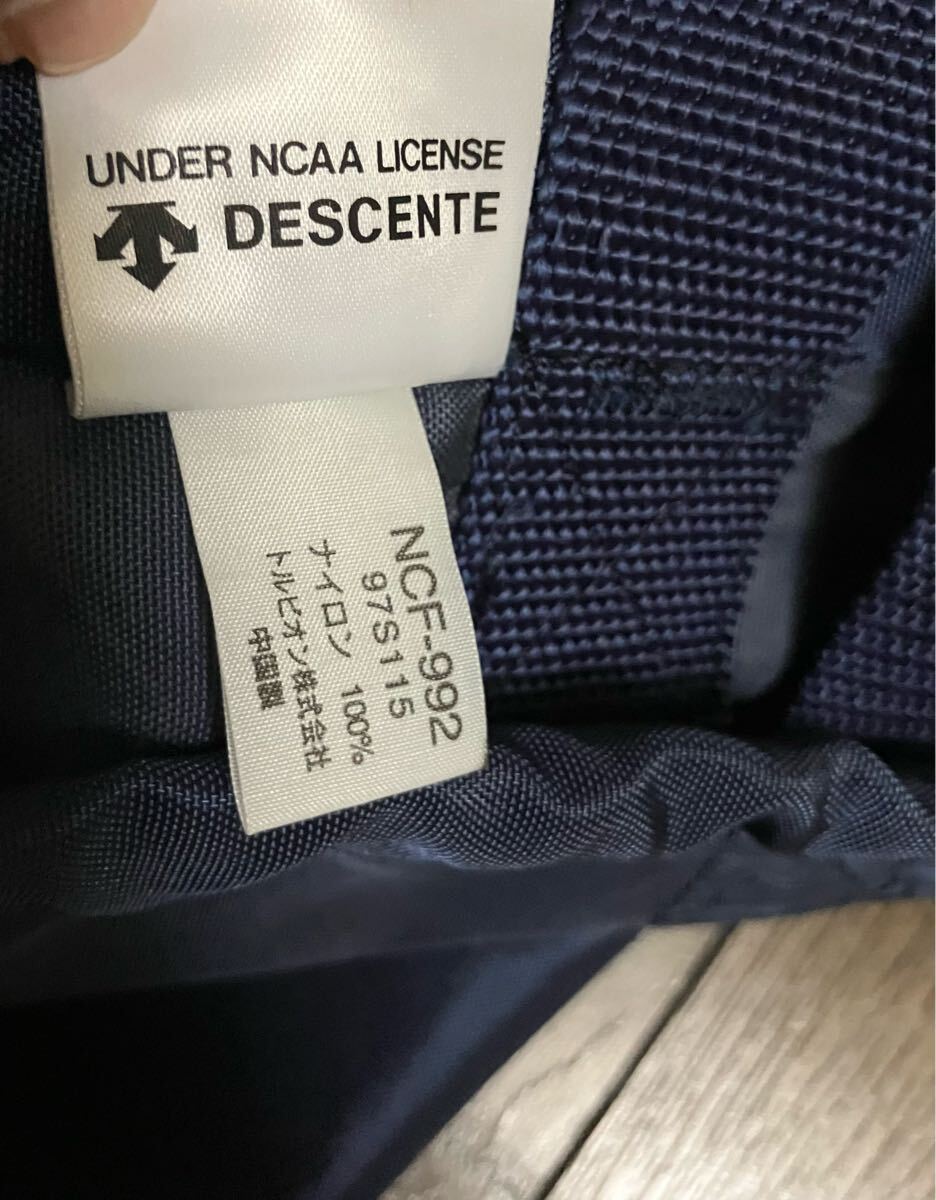 UNDER NCAA LICENSE
DESCENTE
NCF-992
97S115
ナイロン 100%
トルビオン株式会社
中国製